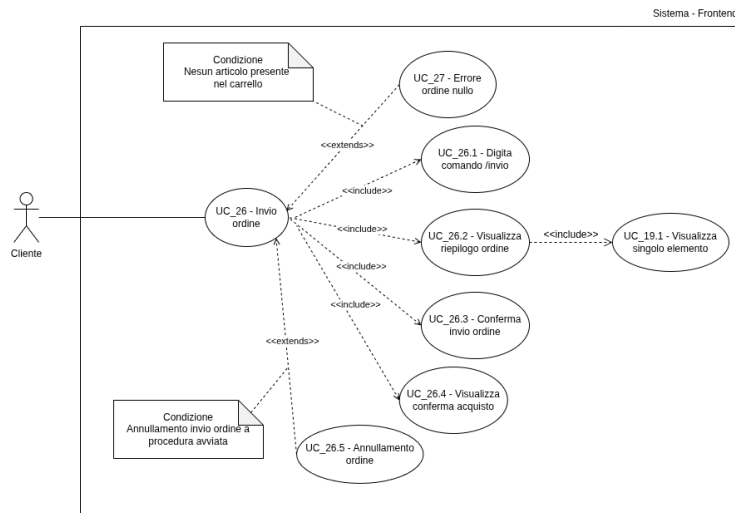 Sistema - Frontend
Condizione
Nesun articolo presente
nel carrello
UC_27 - Errore
ordine nullo
<<extends>>
UC_26.1 - Digita
comando /invio
<<include>>
UC_26 - Invio
ordine
Cliente
<<include>>
UC_26.2 - Visualizza
riepilogo ordine
<<include>>
UC_19.1 - Visualizza
singolo elemento
<<include>>
UC_26.3 - Conferma
invio ordine
<<include>>
<<extends>>
UC_26.4 - Visualizza
conferma acquisto
Condizione
Annullamento invio ordine a
procedura avviata
UC_26.5 - Annullamento
ordine